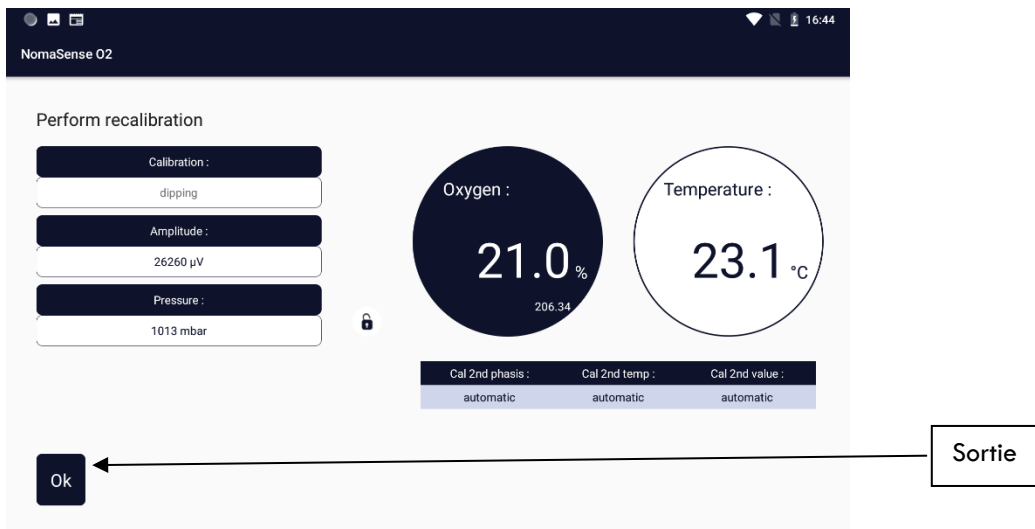 16:44
NomaSense O2
Perform recalibration
Calibration :
dipping
Amplitude :
26260 µV
Pressure :
1013 mbar
Oxygen :
21.0 %
206.34
Temperature :
23.1 °C
Cal 2nd phasis : Cal 2nd temp : Cal 2nd value :
automatic automatic automatic
Ok
Sortie